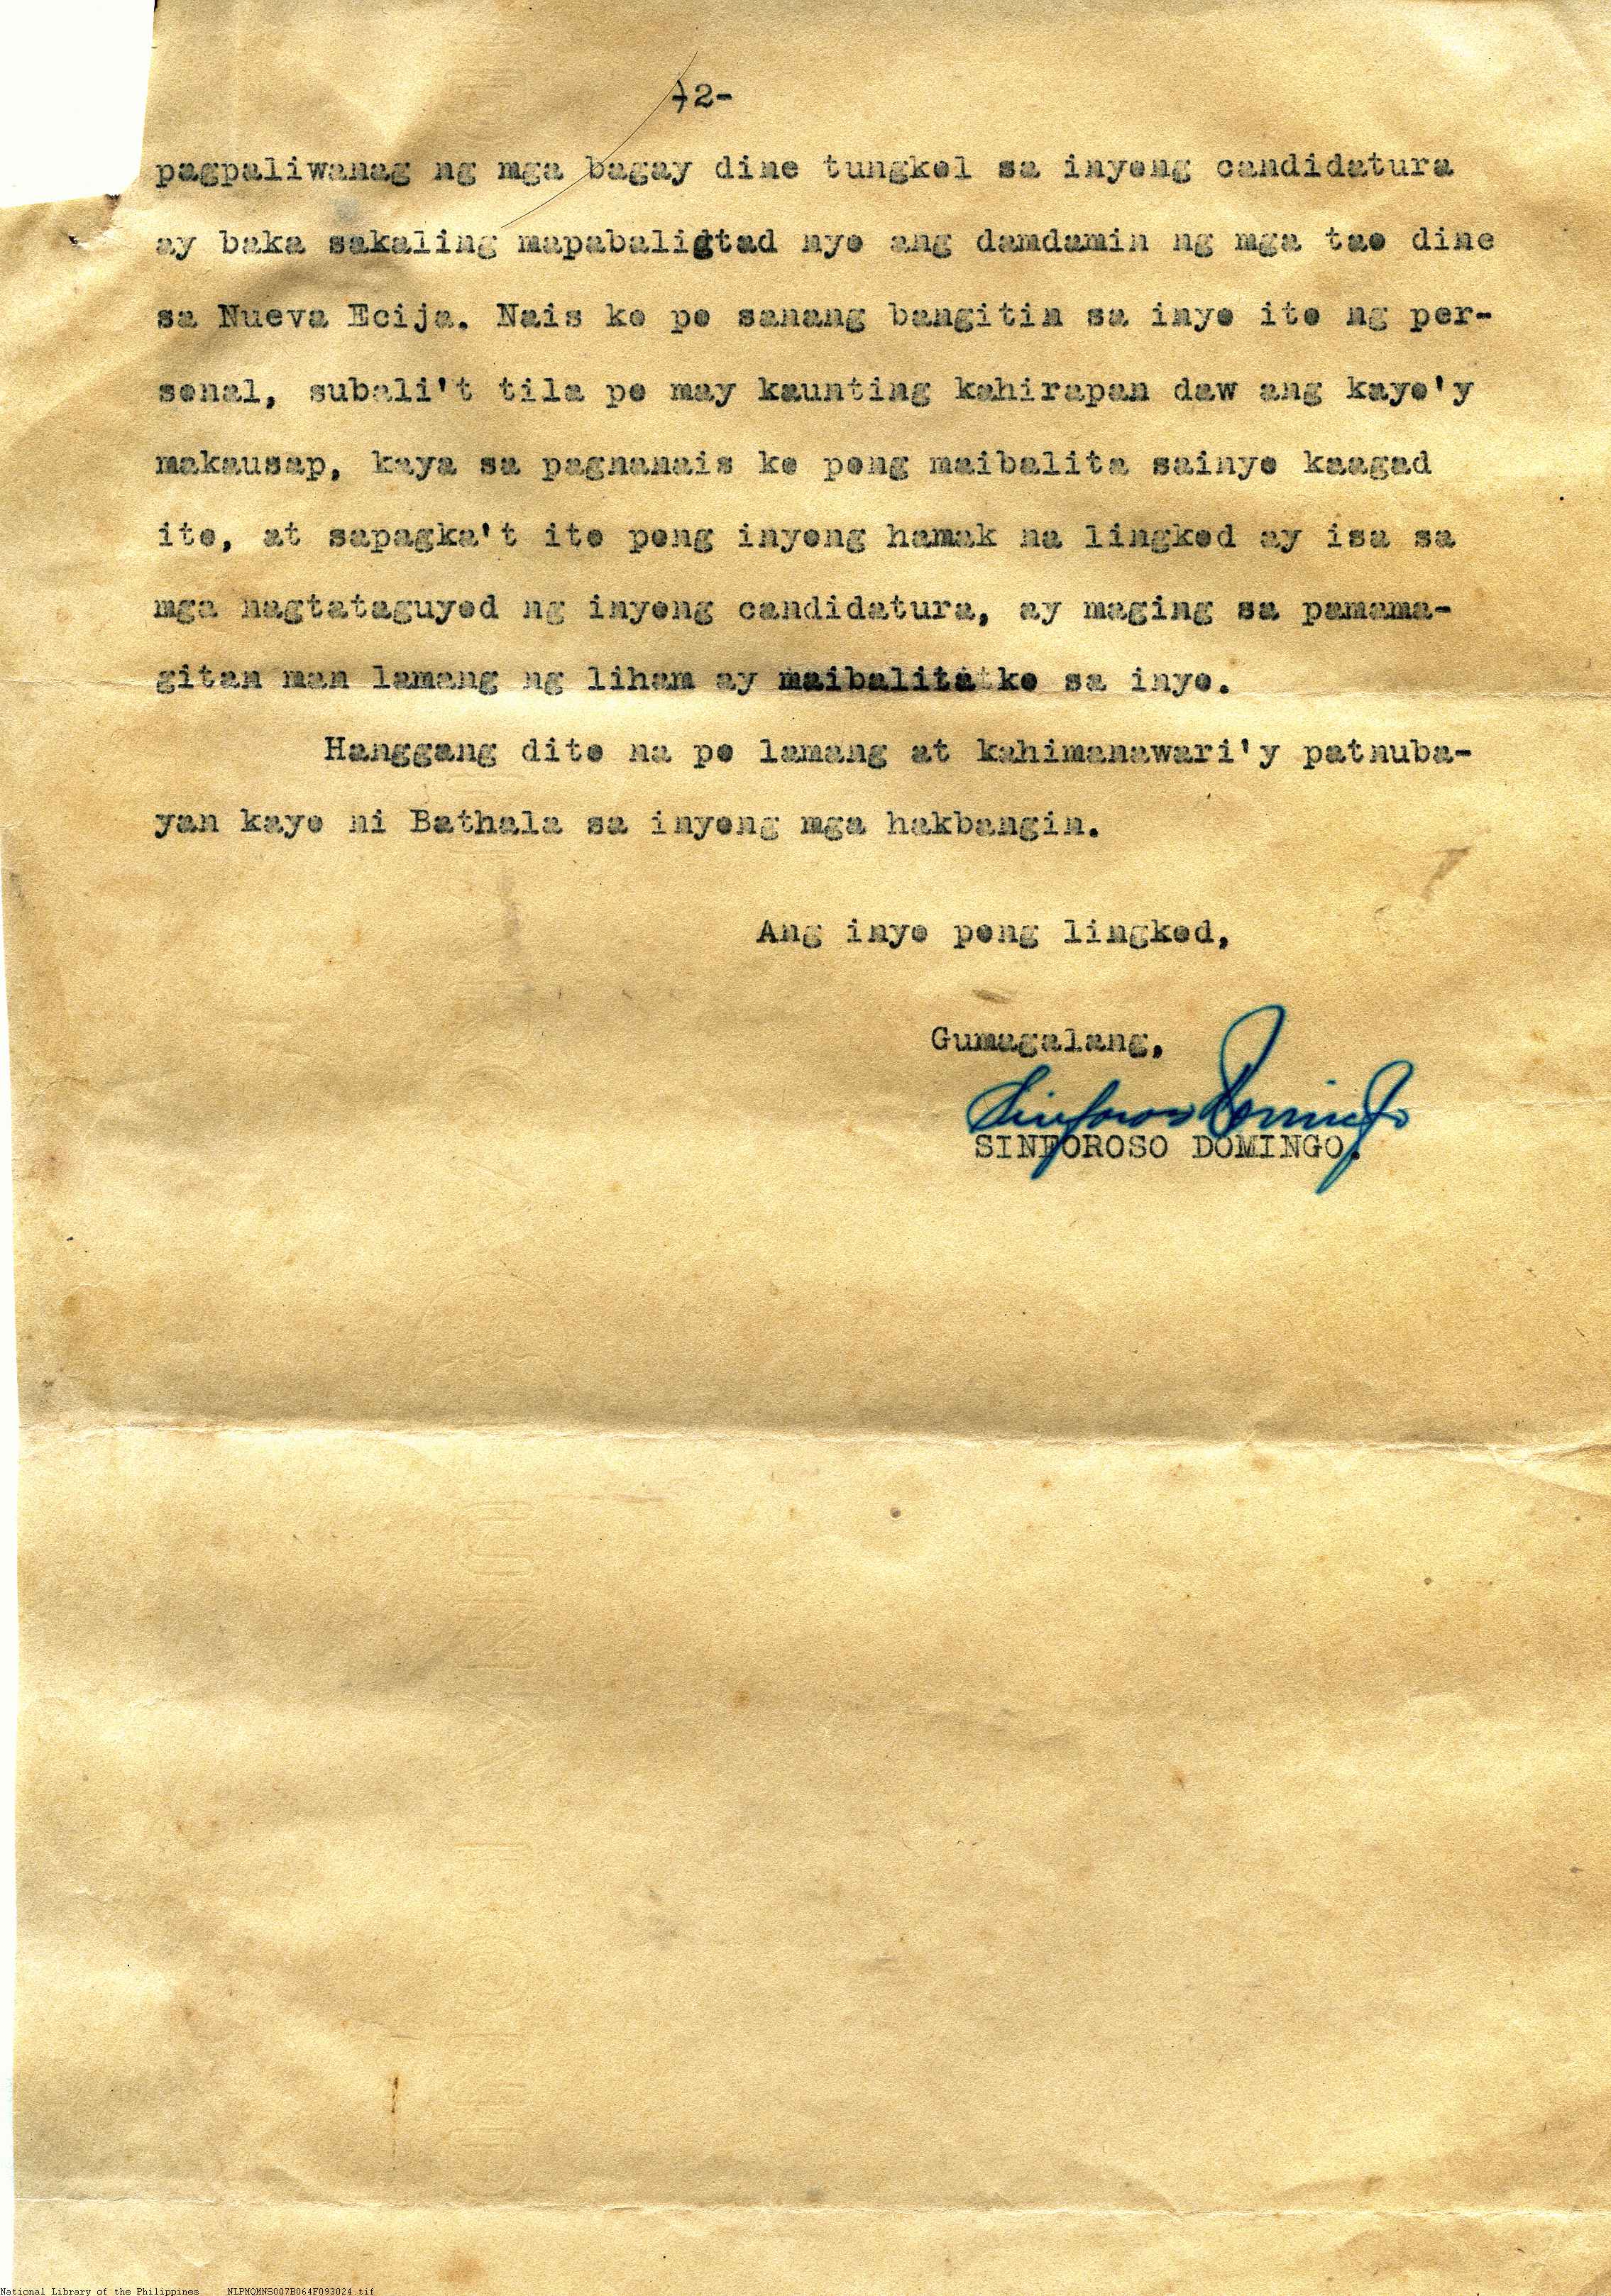 -2-
pagpaliwanag ng mga bagay dine tungkol sa inyong candidatura
ay baka sakaling mapabaligtad nyo ang damdamin ng mga tao dine
sa Nueva Ecija. Nais ko po sanang bangitin sa inyo ito ng per-
sonal, subali't tila po may kaunting kahirapan daw ang kayo'y
makausap, kaya sa pagnanais ko pong maibalita sainyo kaagad
ito, at sapagka't ito pong inyong hamak na lingkod ay isa sa
mga nagtataguyod ng inyong candidatura, ay maging sa pamama-
gitan man lamang ng liham ay maibalita ko sa inyo.
Hanggang dito na po lamang at kahimanawari'y patnuba-
yan kayo ni Bathala sa inyong mga hakbangin.
Ang inyo pong lingkod,
Gumagalang,
Sinforoso Domingo
SINFOROSO DOMINGO.
National Library of the Philippines NLPMQMNS007B064F093024.tif